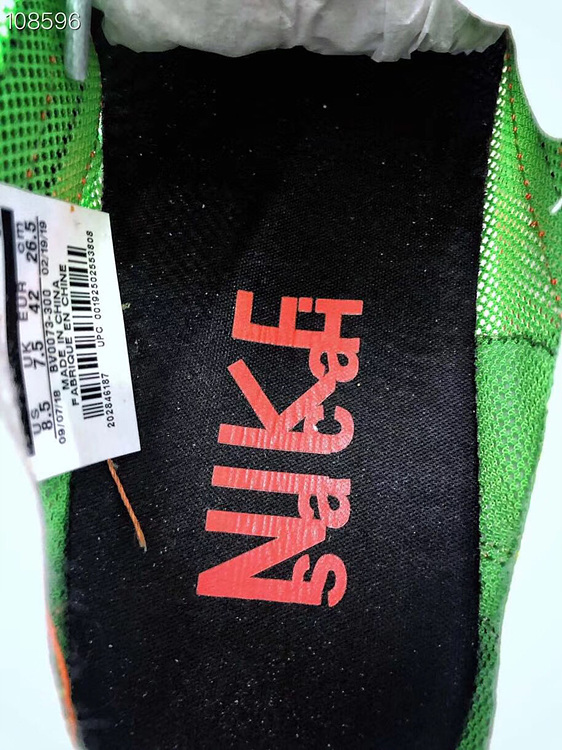 108596
US UK EUR cm
8.5 7.5 42 26.5
09/07/18 BV0073-300 02/19/19
MADE IN CHINA
FABRIQUE EN CHINE
UPC 00192502553808
202846187
NIKE
sacai